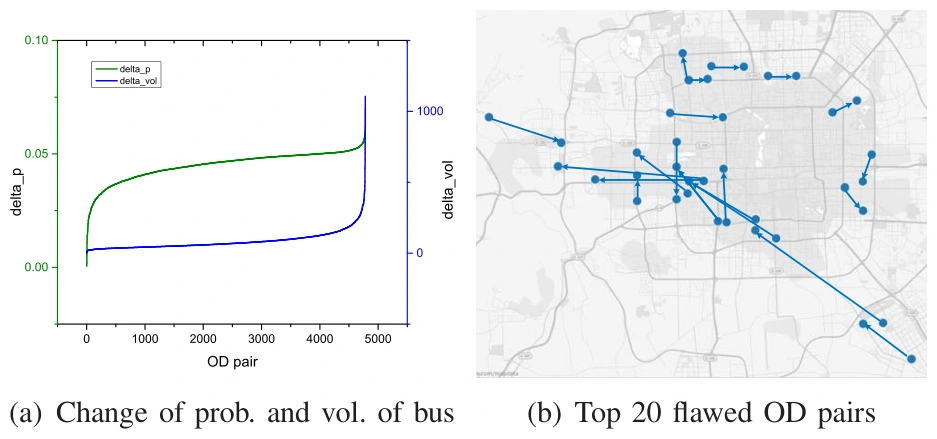 0.10
0.05
0.00
delta_p
delta_p
delta_vol
1000
0
delta_vol
0
1000
2000
3000
4000
5000
OD pair
(a) Change of prob. and vol. of bus
(b) Top 20 flawed OD pairs